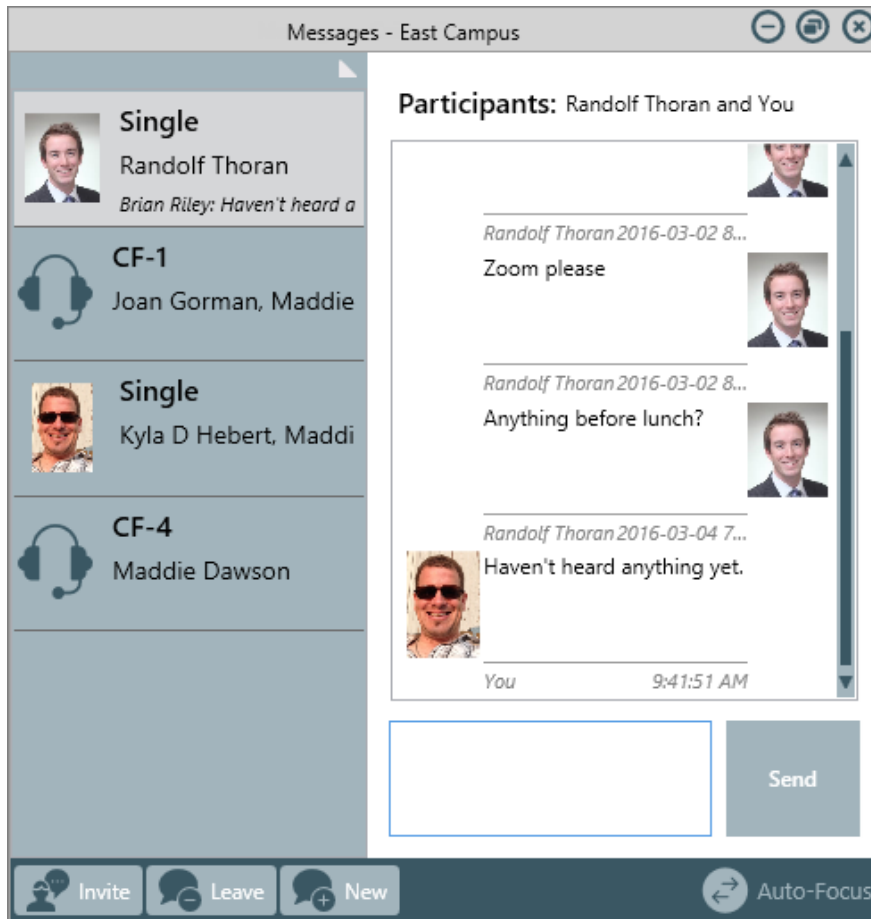 Messages - East Campus
Single
Randolf Thoran
Brian Riley: Haven't heard a
CF-1
Joan Gorman, Maddie
Single
Kyla D Hebert, Maddi
CF-4
Maddie Dawson
Participants: Randolf Thoran and You
Randolf Thoran 2016-03-02 8...
Zoom please
Randolf Thoran 2016-03-02 8...
Anything before lunch?
Randolf Thoran 2016-03-04 7...
Haven't heard anything yet.
You 9:41:51 AM
Send
Invite
Leave
New
Auto-Focus